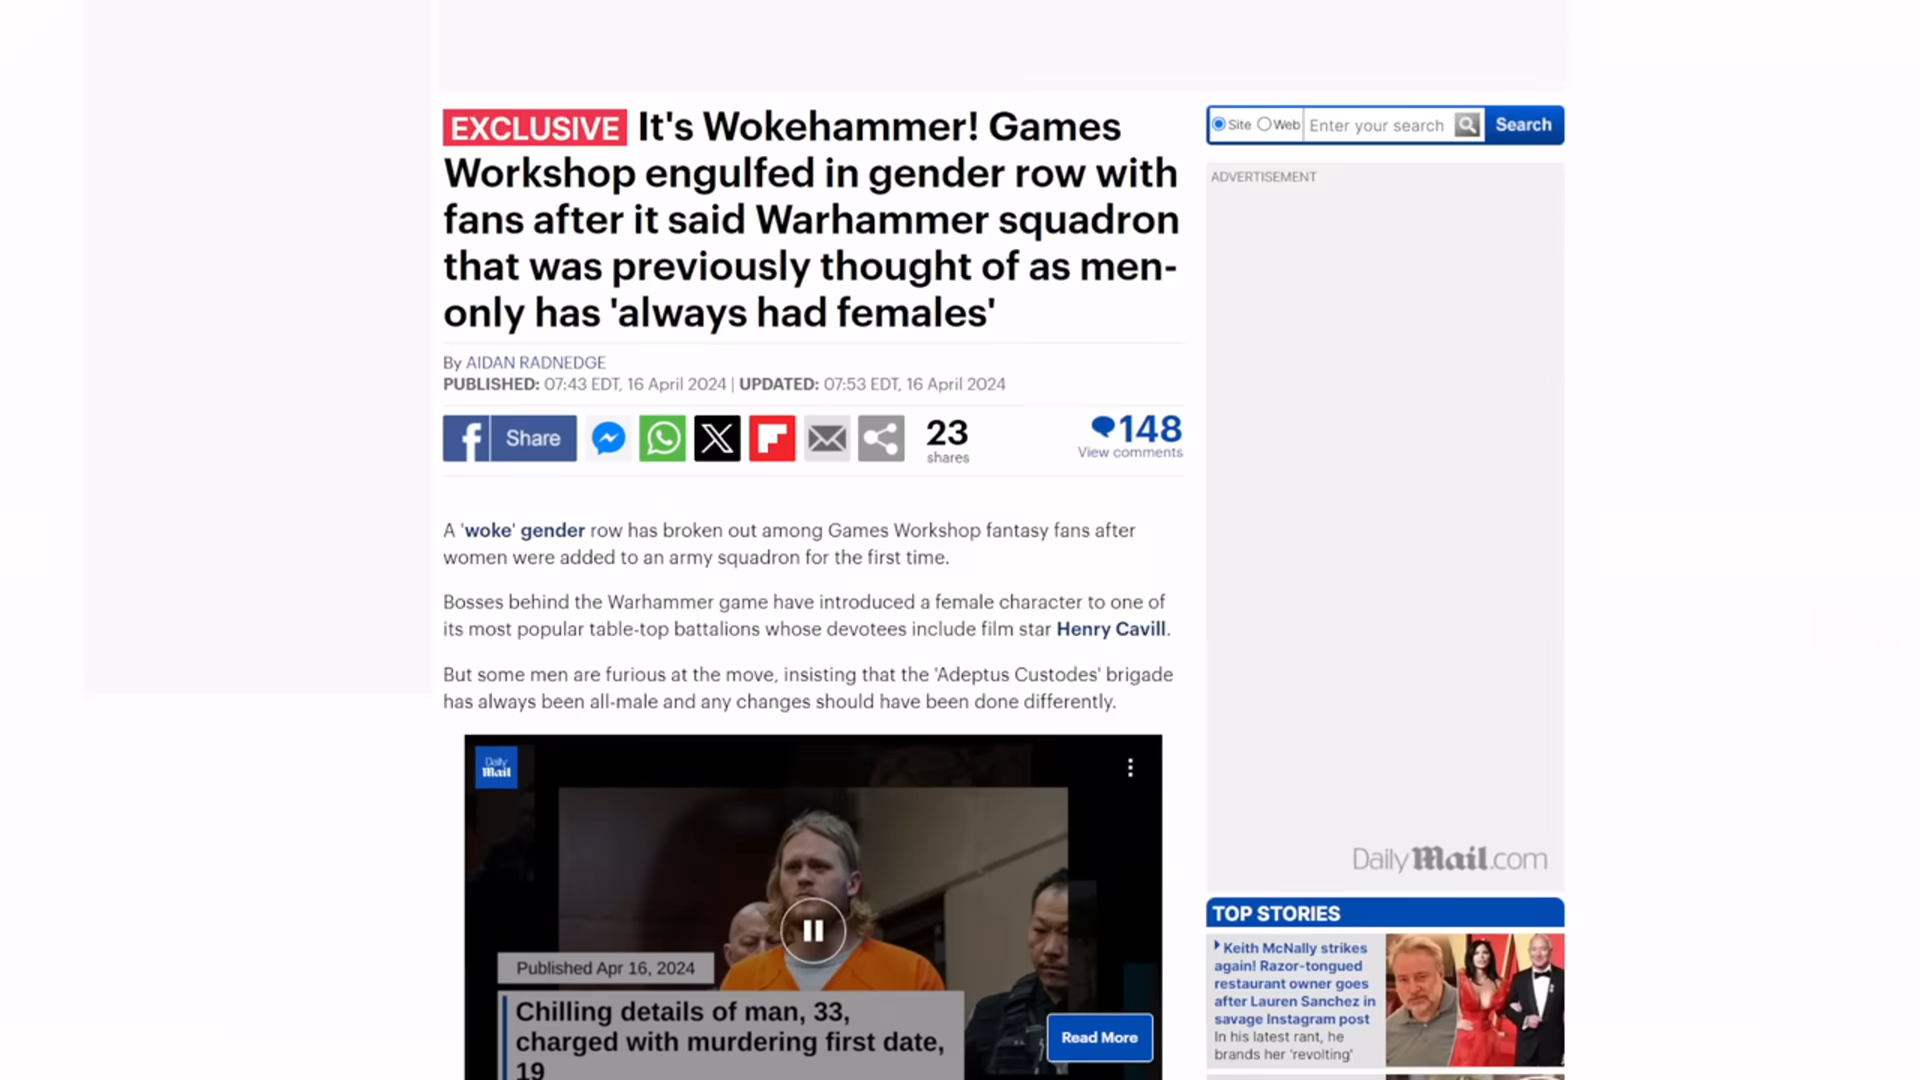 EXCLUSIVE It's Wokehammer! Games
Workshop engulfed in gender row with
fans after it said Warhammer squadron
that was previously thought of as men-
only has 'always had females'
By AIDAN RADNEDGE
PUBLISHED: 07:43 EDT, 16 April 2024 | UPDATED: 07:53 EDT, 16 April 2024
Share
23
shares
148
View comments
A 'woke' gender row has broken out among Games Workshop fantasy fans after
women were added to an army squadron for the first time.
Bosses behind the Warhammer game have introduced a female character to one of
its most popular table-top battalions whose devotees include film star Henry Cavill.
But some men are furious at the move, insisting that the 'Adeptus Custodes' brigade
has always been all-male and any changes should have been done differently.
Daily
Mail
Published Apr 16, 2024
Chilling details of man, 33,
charged with murdering first date,
19
Read More
Site Web Enter your search Search
ADVERTISEMENT
DailyMail.com
TOP STORIES
Keith McNally strikes
again! Razor-tongued
restaurant owner goes
after Lauren Sanchez in
savage Instagram post
In his latest rant, he
brands her 'revolting'